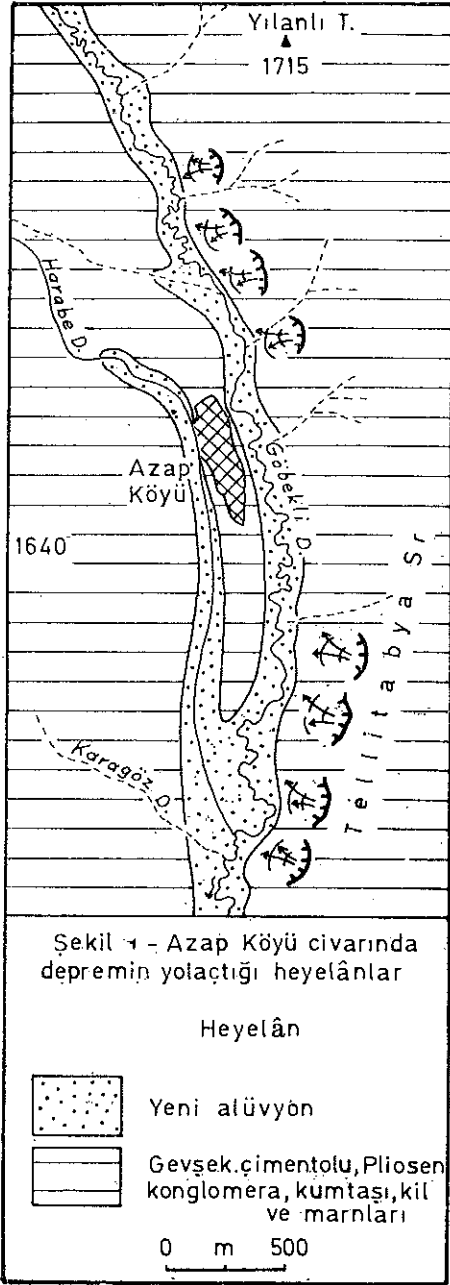 Yılanlı T.
1715
Harabe D.
Azap
Köyü
Göbekli D.
1640
Tellitabya Sr
Karagöz D.
Şekil 1 - Azap Köyü civarında
depremin yolaçtığı heyelânlar
Heyelân
Yeni alüvyon
Gevşek.çimentolu,Pliosen
konglomera, kumtaşı,kil
ve marnları
0 m 500